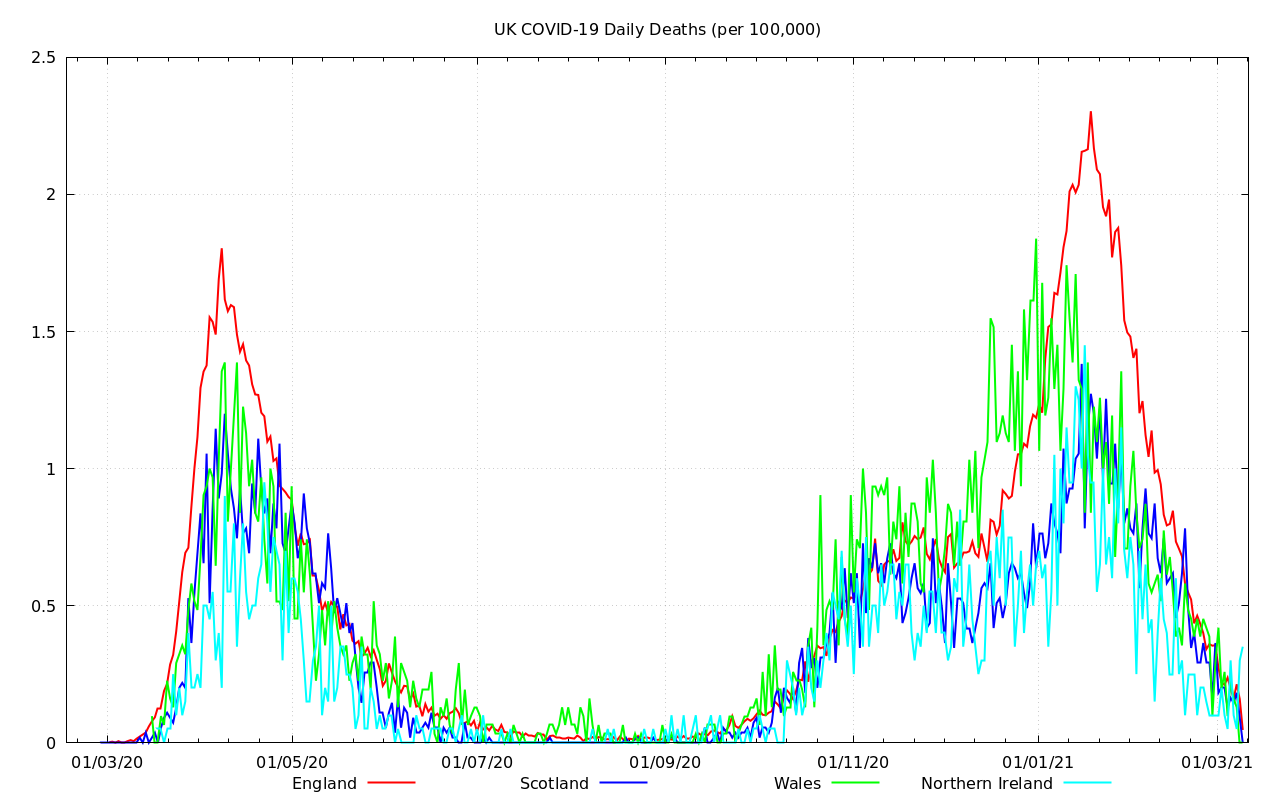 UK COVID-19 Daily Deaths (per 100,000)
2.5
2
1.5
1
0.5
0
01/03/20 01/05/20 01/07/20 01/09/20 01/11/20 01/01/21 01/03/21
England Scotland Wales Northern Ireland